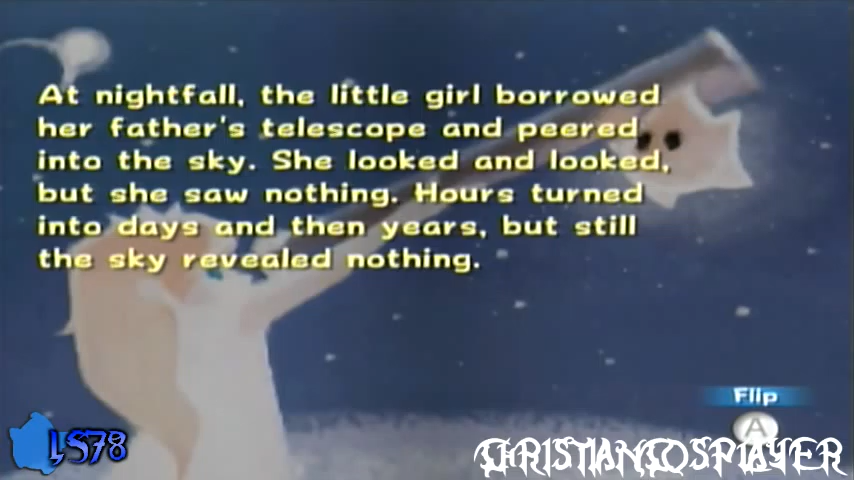 At nightfall, the little girl borrowed
her father's telescope and peered
into the sky. She looked and looked,
but she saw nothing. Hours turned
into days and then years, but still
the sky revealed nothing.
Flip
A
LS78
CHRISTIANCOSPLAYER